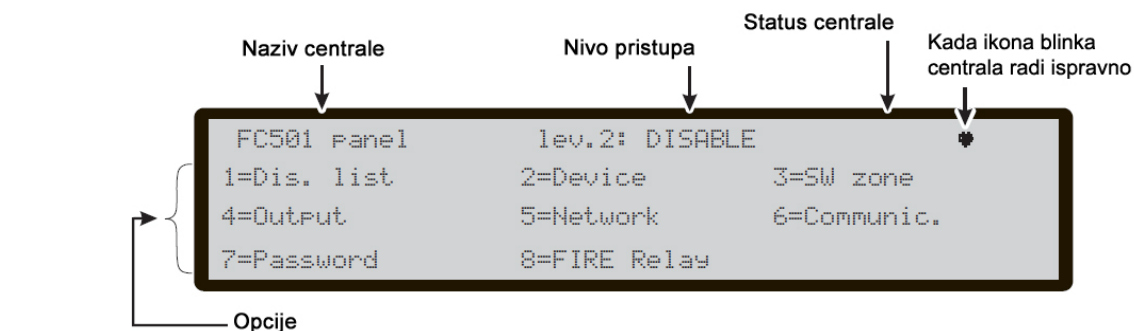 Status centrale
Naziv centrale
Nivo pristupa
Kada ikona blinka
centrala radi ispravno
FC501 panel lev.2: DISABLE
1=Dis. list 2=Device 3=SW zone
4=Output 5=Network 6=Communic.
7=Password 8=FIRE Relay
Opcije